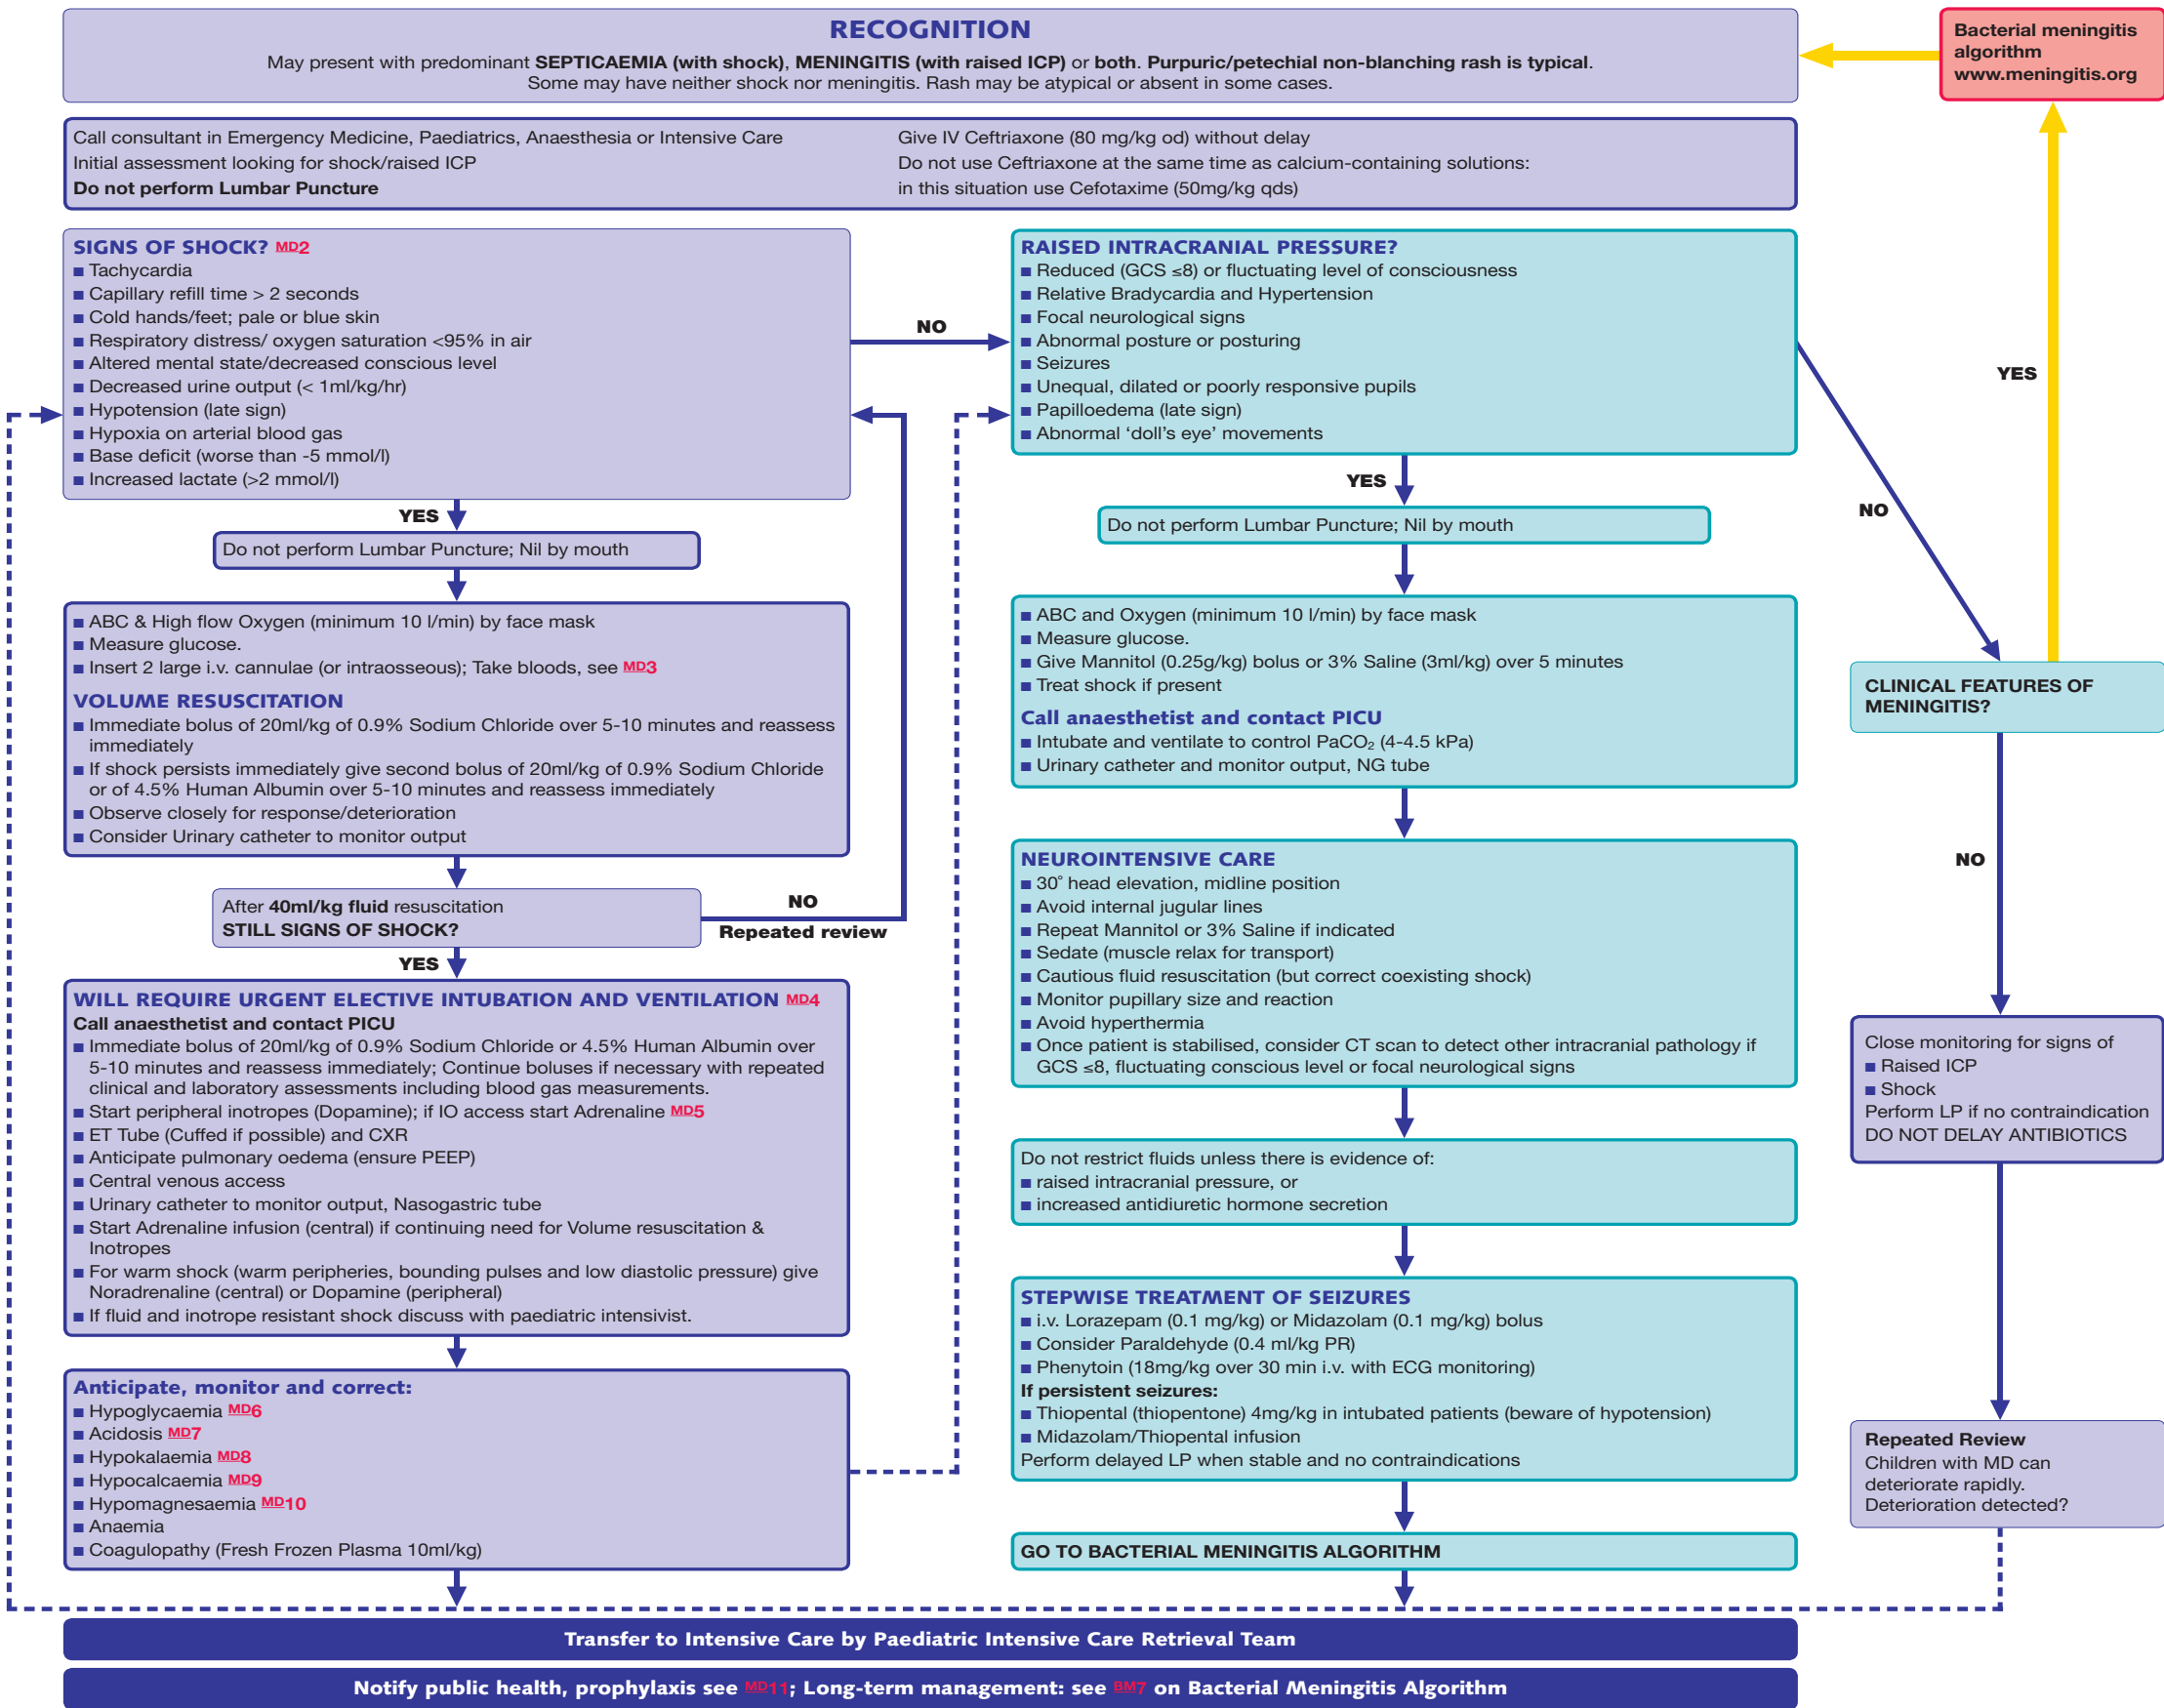 RECOGNITION
May present with predominant SEPTICAEMIA (with shock), MENINGITIS (with raised ICP) or both. Purpuric/petechial non-blanching rash is typical.
Some may have neither shock nor meningitis. Rash may be atypical or absent in some cases.
Bacterial meningitis
algorithm
www.meningitis.org
Call consultant in Emergency Medicine, Paediatrics, Anaesthesia or Intensive Care
Initial assessment looking for shock/raised ICP
Do not perform Lumbar Puncture
Give IV Ceftriaxone (80 mg/kg od) without delay
Do not use Ceftriaxone at the same time as calcium-containing solutions:
in this situation use Cefotaxime (50mg/kg qds)
SIGNS OF SHOCK? MD2
■ Tachycardia
■ Capillary refill time > 2 seconds
■ Cold hands/feet; pale or blue skin
■ Respiratory distress/ oxygen saturation <95% in air
■ Altered mental state/decreased conscious level
■ Decreased urine output (< 1ml/kg/hr)
■ Hypotension (late sign)
■ Hypoxia on arterial blood gas
■ Base deficit (worse than -5 mmol/l)
■ Increased lactate (>2 mmol/l)
NO
YES
Do not perform Lumbar Puncture; Nil by mouth
■ ABC & High flow Oxygen (minimum 10 l/min) by face mask
■ Measure glucose.
■ Insert 2 large i.v. cannulae (or intraosseous); Take bloods, see MD3
VOLUME RESUSCITATION
■ Immediate bolus of 20ml/kg of 0.9% Sodium Chloride over 5-10 minutes and reassess
immediately
■ If shock persists immediately give second bolus of 20ml/kg of 0.9% Sodium Chloride
or of 4.5% Human Albumin over 5-10 minutes and reassess immediately
■ Observe closely for response/deterioration
■ Consider Urinary catheter to monitor output
After 40ml/kg fluid resuscitation
STILL SIGNS OF SHOCK?
NO
Repeated review
YES
WILL REQUIRE URGENT ELECTIVE INTUBATION AND VENTILATION MD4
Call anaesthetist and contact PICU
■ Immediate bolus of 20ml/kg of 0.9% Sodium Chloride or 4.5% Human Albumin over
5-10 minutes and reassess immediately; Continue boluses if necessary with repeated
clinical and laboratory assessments including blood gas measurements.
■ Start peripheral inotropes (Dopamine); if IO access start Adrenaline MD5
■ ET Tube (Cuffed if possible) and CXR
■ Anticipate pulmonary oedema (ensure PEEP)
■ Central venous access
■ Urinary catheter to monitor output, Nasogastric tube
■ Start Adrenaline infusion (central) if continuing need for Volume resuscitation &
Inotropes
■ For warm shock (warm peripheries, bounding pulses and low diastolic pressure) give
Noradrenaline (central) or Dopamine (peripheral)
■ If fluid and inotrope resistant shock discuss with paediatric intensivist.
Anticipate, monitor and correct:
■ Hypoglycaemia MD6
■ Acidosis MD7
■ Hypokalaemia MD8
■ Hypocalcaemia MD9
■ Hypomagnesaemia MD10
■ Anaemia
■ Coagulopathy (Fresh Frozen Plasma 10ml/kg)
RAISED INTRACRANIAL PRESSURE?
■ Reduced (GCS ≤8) or fluctuating level of consciousness
■ Relative Bradycardia and Hypertension
■ Focal neurological signs
■ Abnormal posture or posturing
■ Seizures
■ Unequal, dilated or poorly responsive pupils
■ Papilloedema (late sign)
■ Abnormal ‘doll’s eye’ movements
YES
Do not perform Lumbar Puncture; Nil by mouth
■ ABC and Oxygen (minimum 10 l/min) by face mask
■ Measure glucose.
■ Give Mannitol (0.25g/kg) bolus or 3% Saline (3ml/kg) over 5 minutes
■ Treat shock if present
Call anaesthetist and contact PICU
■ Intubate and ventilate to control PaCO₂ (4-4.5 kPa)
■ Urinary catheter and monitor output, NG tube
NEUROINTENSIVE CARE
■ 30° head elevation, midline position
■ Avoid internal jugular lines
■ Repeat Mannitol or 3% Saline if indicated
■ Sedate (muscle relax for transport)
■ Cautious fluid resuscitation (but correct coexisting shock)
■ Monitor pupillary size and reaction
■ Avoid hyperthermia
■ Once patient is stabilised, consider CT scan to detect other intracranial pathology if
GCS ≤8, fluctuating conscious level or focal neurological signs
Do not restrict fluids unless there is evidence of:
■ raised intracranial pressure, or
■ increased antidiuretic hormone secretion
STEPWISE TREATMENT OF SEIZURES
■ i.v. Lorazepam (0.1 mg/kg) or Midazolam (0.1 mg/kg) bolus
■ Consider Paraldehyde (0.4 ml/kg PR)
■ Phenytoin (18mg/kg over 30 min i.v. with ECG monitoring)
If persistent seizures:
■ Thiopental (thiopentone) 4mg/kg in intubated patients (beware of hypotension)
■ Midazolam/Thiopental infusion
Perform delayed LP when stable and no contraindications
GO TO BACTERIAL MENINGITIS ALGORITHM
NO
YES
CLINICAL FEATURES OF
MENINGITIS?
NO
Close monitoring for signs of
■ Raised ICP
■ Shock
Perform LP if no contraindication
DO NOT DELAY ANTIBIOTICS
Repeated Review
Children with MD can
deteriorate rapidly.
Deterioration detected?
Transfer to Intensive Care by Paediatric Intensive Care Retrieval Team
Notify public health, prophylaxis see MD11; Long-term management: see BM7 on Bacterial Meningitis Algorithm